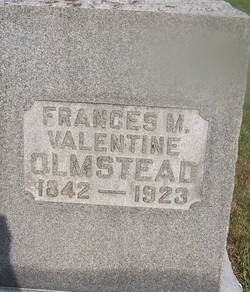 FRANCES M.
VALENTINE
OLMSTEAD
1842 — 1923